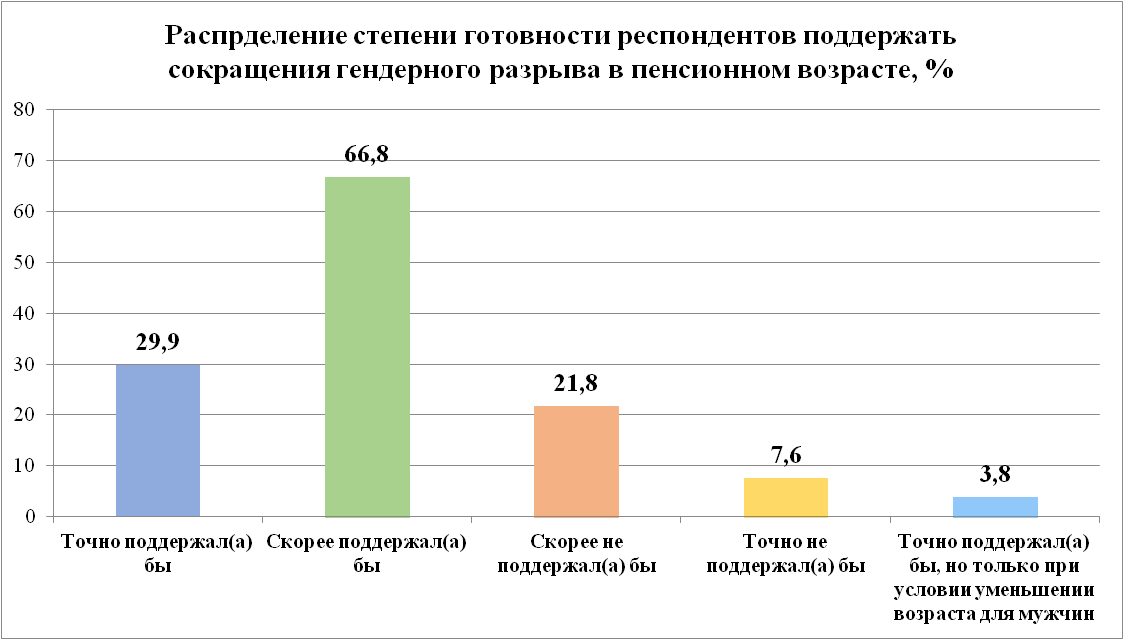 Распрделение степени готовности респондентов поддержать
сокращения гендерного разрыва в пенсионном возрасте, %
80
70
60
50
40
30
20
10
0
29,9
66,8
21,8
7,6
3,8
Точно поддержал(а)
бы
Скорее поддержал(а)
бы
Скорее не
поддержал(а) бы
Точно не
поддержал(а) бы
Точно поддержал(а)
бы, но только при
условии уменьшении
возраста для мужчин